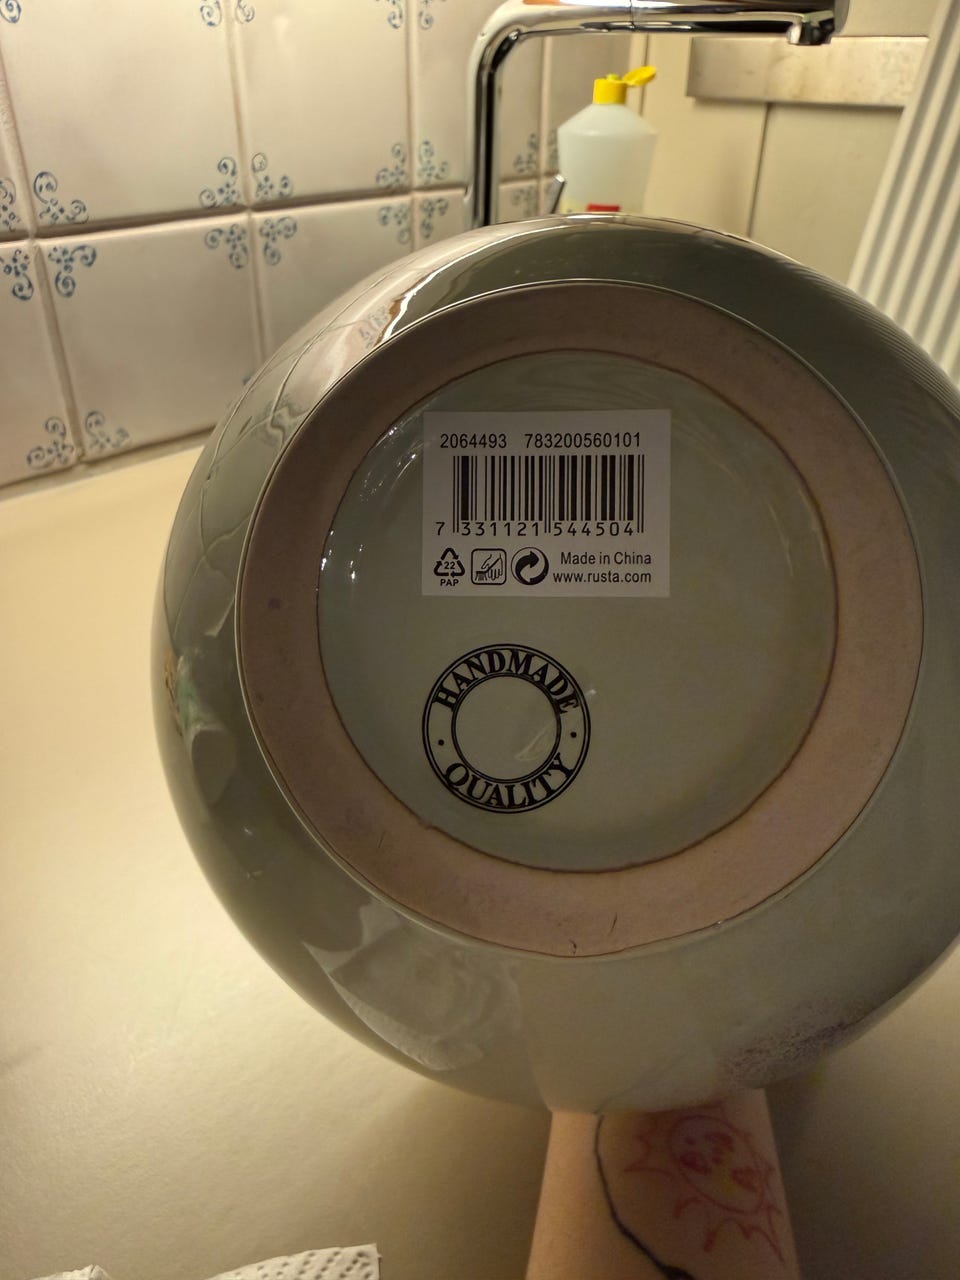 2064493 783200560101
7 331121 544504
22
PAP
Made in China
www.rusta.com
HANDMADE
QUALITY